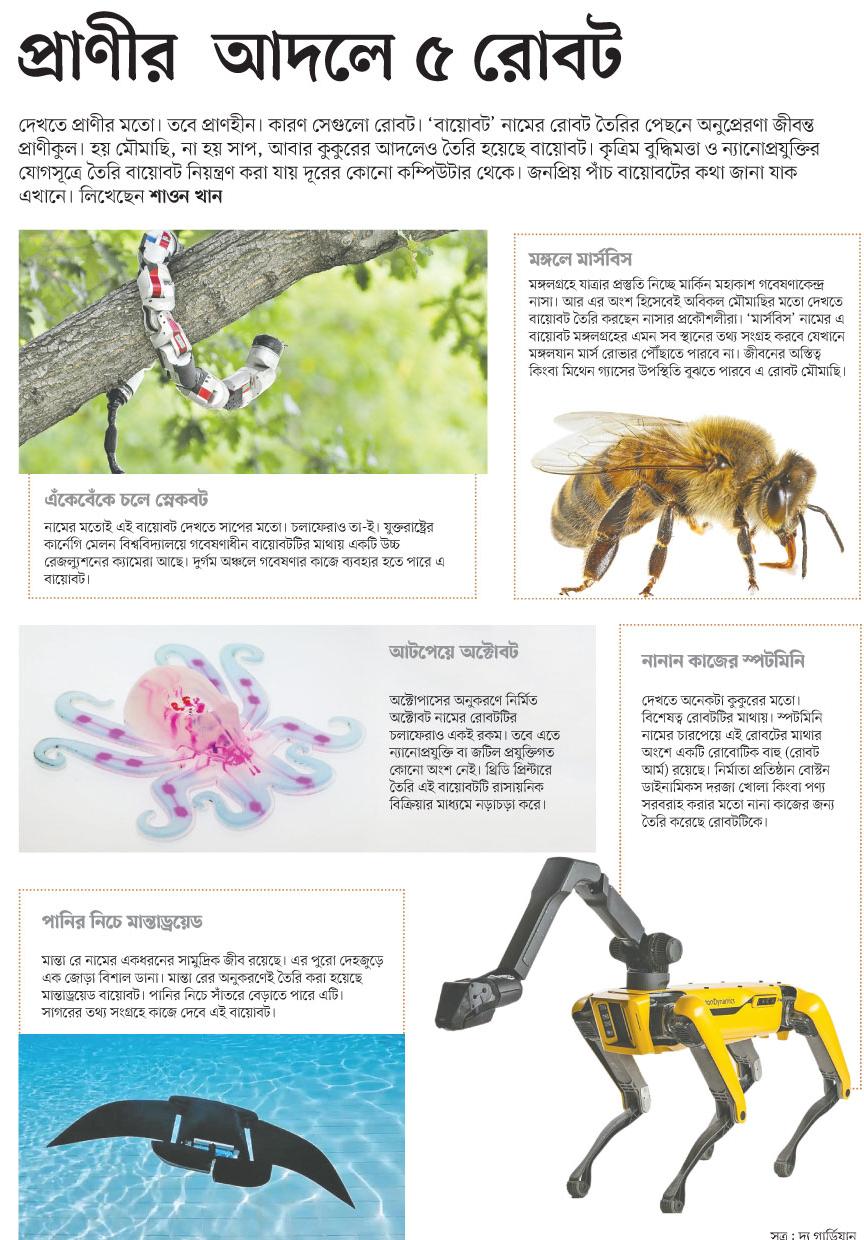 প্রাণীর আদলে ৫ রোবট
দেখতে প্রাণীর মতো। তবে প্রাণহীন। কারণ সেগুলো রোবট। ‘বায়োবট’ নামের রোবট তৈরির পেছনে অনুপ্রেরণা জীবন্ত
প্রাণীকুল। হয় মৌমাছি, না হয় সাপ, আবার কুকুরের আদলেও তৈরি হয়েছে বায়োবট। কৃত্রিম বুদ্ধিমত্তা ও ন্যানোপ্রযুক্তির
যোগসূত্রে তৈরি বায়োবট নিয়ন্ত্রণ করা যায় দূরের কোনো কম্পিউটার থেকে। জনপ্রিয় পাঁচ বায়োবটের কথা জানা যাক
এখানে। লিখেছেন শাওন খান
মঙ্গলে মার্সবিস
মঙ্গলগ্রহে যাত্রার প্রস্তুতি নিচ্ছে মার্কিন মহাকাশ গবেষণাকেন্দ্র
নাসা। আর এর অংশ হিসেবেই অবিকল মৌমাছির মতো দেখতে
বায়োবট তৈরি করছেন নাসার প্রকৌশলীরা। ‘মার্সবিস’ নামের এ
বায়োবট মঙ্গলগ্রহের এমন সব স্থানের তথ্য সংগ্রহ করবে যেখানে
মঙ্গলযান মার্স রোভার পৌঁছাতে পারবে না। জীবনের অস্তিত্ব
কিংবা মিথেন গ্যাসের উপস্থিতি বুঝতে পারবে এ রোবট মৌমাছি।
এঁকেবেঁকে চলে স্নেকবট
নামের মতোই এই বায়োবট দেখতে সাপের মতো। চলাফেরাও তা-ই। যুক্তরাষ্ট্রের
কার্নেগি মেলন বিশ্ববিদ্যালয়ে গবেষণাধীন বায়োবটটির মাথায় একটি উচ্চ
রেজল্যুশনের ক্যামেরা আছে। দুর্গম অঞ্চলে গবেষণার কাজে ব্যবহার হতে পারে এ
বায়োবট।
আটপেয়ে অক্টোবট
অক্টোপাসের অনুকরণে নির্মিত
অক্টোবট নামের রোবটটির
চলাফেরাও একই রকম। তবে এতে
ন্যানোপ্রযুক্তি বা জটিল প্রযুক্তিগত
কোনো অংশ নেই। থ্রিডি প্রিন্টারে
তৈরি এই বায়োবটটি রাসায়নিক
বিক্রিয়ার মাধ্যমে নড়াচড়া করে।
নানান কাজের স্পটমিনি
দেখতে অনেকটা কুকুরের মতো।
বিশেষত্ব রোবটটির মাথায়। স্পটমিনি
নামের চারপেয়ে এই রোবটের মাথার
অংশে একটি রোবোটিক বাহু (রোবট
আর্ম) রয়েছে। নির্মাতা প্রতিষ্ঠান বোস্টন
ডাইনামিকস দরজা খোলা কিংবা পণ্য
সরবরাহ করার মতো নানা কাজের জন্য
তৈরি করেছে রোবটটিকে।
পানির নিচে মান্তাড্রয়েড
মান্তা রে নামের একধরনের সামুদ্রিক জীব রয়েছে। এর পুরো দেহজুড়ে
এক জোড়া বিশাল ডানা। মান্তা রের অনুকরণেই তৈরি করা হয়েছে
মান্তাড্রয়েড বায়োবট। পানির নিচে সাঁতরে বেড়াতে পারে এটি।
সাগরের তথ্য সংগ্রহে কাজে দেবে এই বায়োবট।
tonDynamics
সূত্র : দ্য গার্ডিয়ান